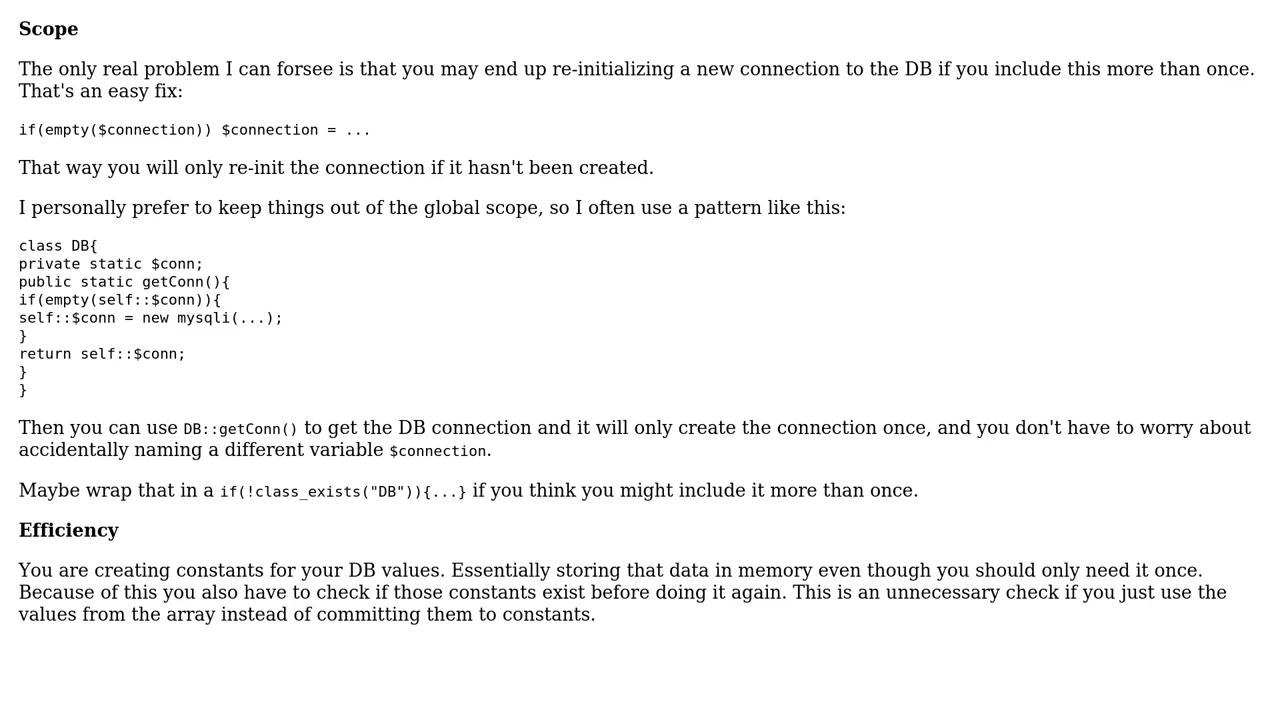 Scope
The only real problem I can forsee is that you may end up re-initializing a new connection to the DB if you include this more than once.
That's an easy fix:
if(empty($connection)) $connection = ...
That way you will only re-init the connection if it hasn't been created.
I personally prefer to keep things out of the global scope, so I often use a pattern like this:
class DB{
private static $conn;
public static getConn(){
if(empty(self::$conn)){
self::$conn = new mysqli(...);
}
return self::$conn;
}
}
Then you can use DB::getConn() to get the DB connection and it will only create the connection once, and you don't have to worry about
accidentally naming a different variable $connection.
Maybe wrap that in a if(!class_exists("DB")){...} if you think you might include it more than once.
Efficiency
You are creating constants for your DB values. Essentially storing that data in memory even though you should only need it once.
Because of this you also have to check if those constants exist before doing it again. This is an unnecessary check if you just use the
values from the array instead of committing them to constants.